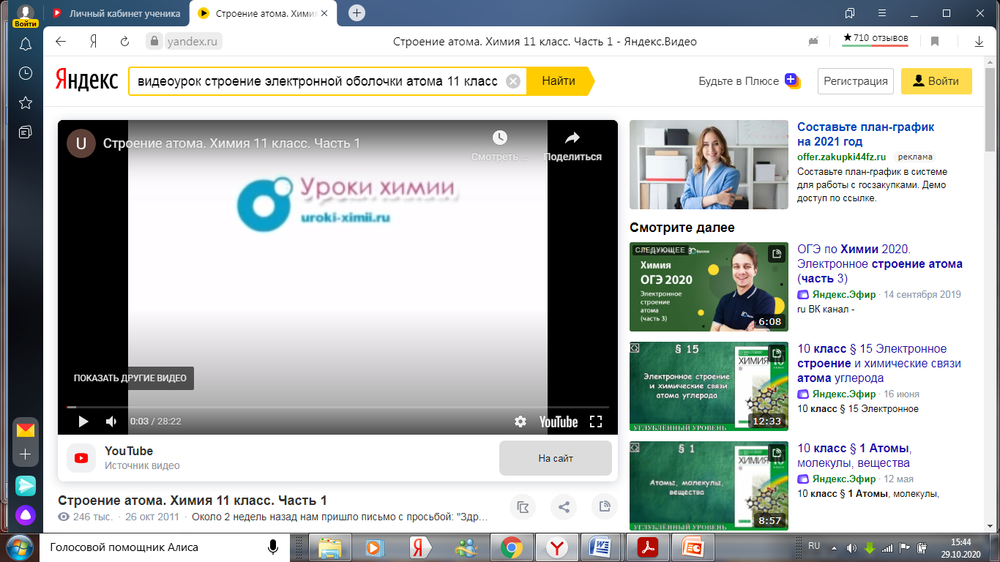 Войти
Личный кабинет ученика
Строение атома. Химия
yandex.ru
Строение атома. Химия 11 класс. Часть 1 - Яндекс.Видео
★710 отзывов
Яндекс
видеоурок строение электронной оболочки атома 11 класс
Найти
Будьте в Плюсе
Регистрация
Войти
U
Строение атома. Химия 11 класс. Часть 1
Смотреть ...
Поделиться
Уроки химии
uroki-ximii.ru
ПОКАЗАТЬ ДРУГИЕ ВИДЕО
0:03 / 28:22
YouTube
YouTube
Источник видео
На сайт
Строение атома. Химия 11 класс. Часть 1
246 тыс. · 26 окт 2011 · Около 2 недель назад нам пришло письмо с просьбой: "Здр...
Составьте план-график
на 2021 год
offer.zakupki44fz.ru реклама
Составьте план-график в системе
для работы с госзакупками. Демо
доступ по ссылке.
Смотрите далее
СЛЕДУЮЩЕЕ
Химия
ОГЭ 2020
Электронное
строение
атома
(часть 3)
6:08
ОГЭ по Химии 2020.
Электронное строение атома
(часть 3)
Яндекс.Эфир · 14 сентября 2019
ru ВК канал -
§ 15
Электронное строение
и химические связи
атома углерода
ХИМИЯ
12:33
УГЛУБЛЁННЫЙ УРОВЕНЬ
10 класс § 15 Электронное
строение и химические связи
атома углерода
Яндекс.Эфир · 16 июня
10 класс § 15 Электронное
§ 1
Атомы, молекулы,
вещества
ХИМИЯ
10
8:57
УГЛУБЛЁННЫЙ УРОВЕНЬ
10 класс § 1 Атомы,
молекулы, вещества
Яндекс.Эфир · 12 мая
10 класс § 1 Атомы, молекулы,
Голосовой помощник Алиса
RU
15:44
29.10.2020